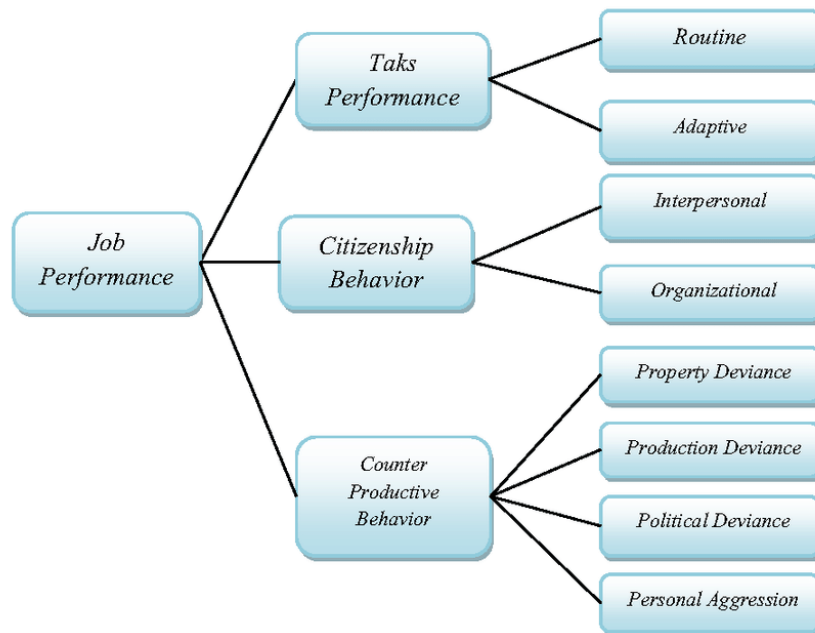 Job
Performance
Taks
Performance
Routine
Adaptive
Citizenship
Behavior
Interpersonal
Organizational
Counter
Productive
Behavior
Property Deviance
Production Deviance
Political Deviance
Personal Aggression